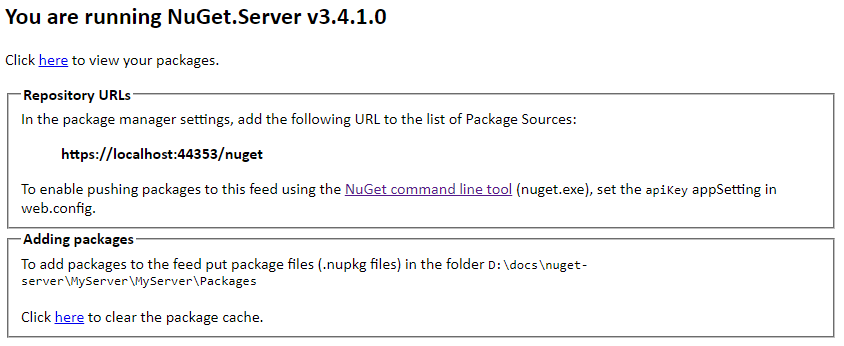 You are running NuGet.Server v3.4.1.0
Click here to view your packages.
Repository URLs
In the package manager settings, add the following URL to the list of Package Sources:
https://localhost:44353/nuget
To enable pushing packages to this feed using the NuGet command line tool (nuget.exe), set the apiKey appSetting in
web.config.
Adding packages
To add packages to the feed put package files (.nupkg files) in the folder D:\docs\nuget-
server\MyServer\MyServer\Packages
Click here to clear the package cache.